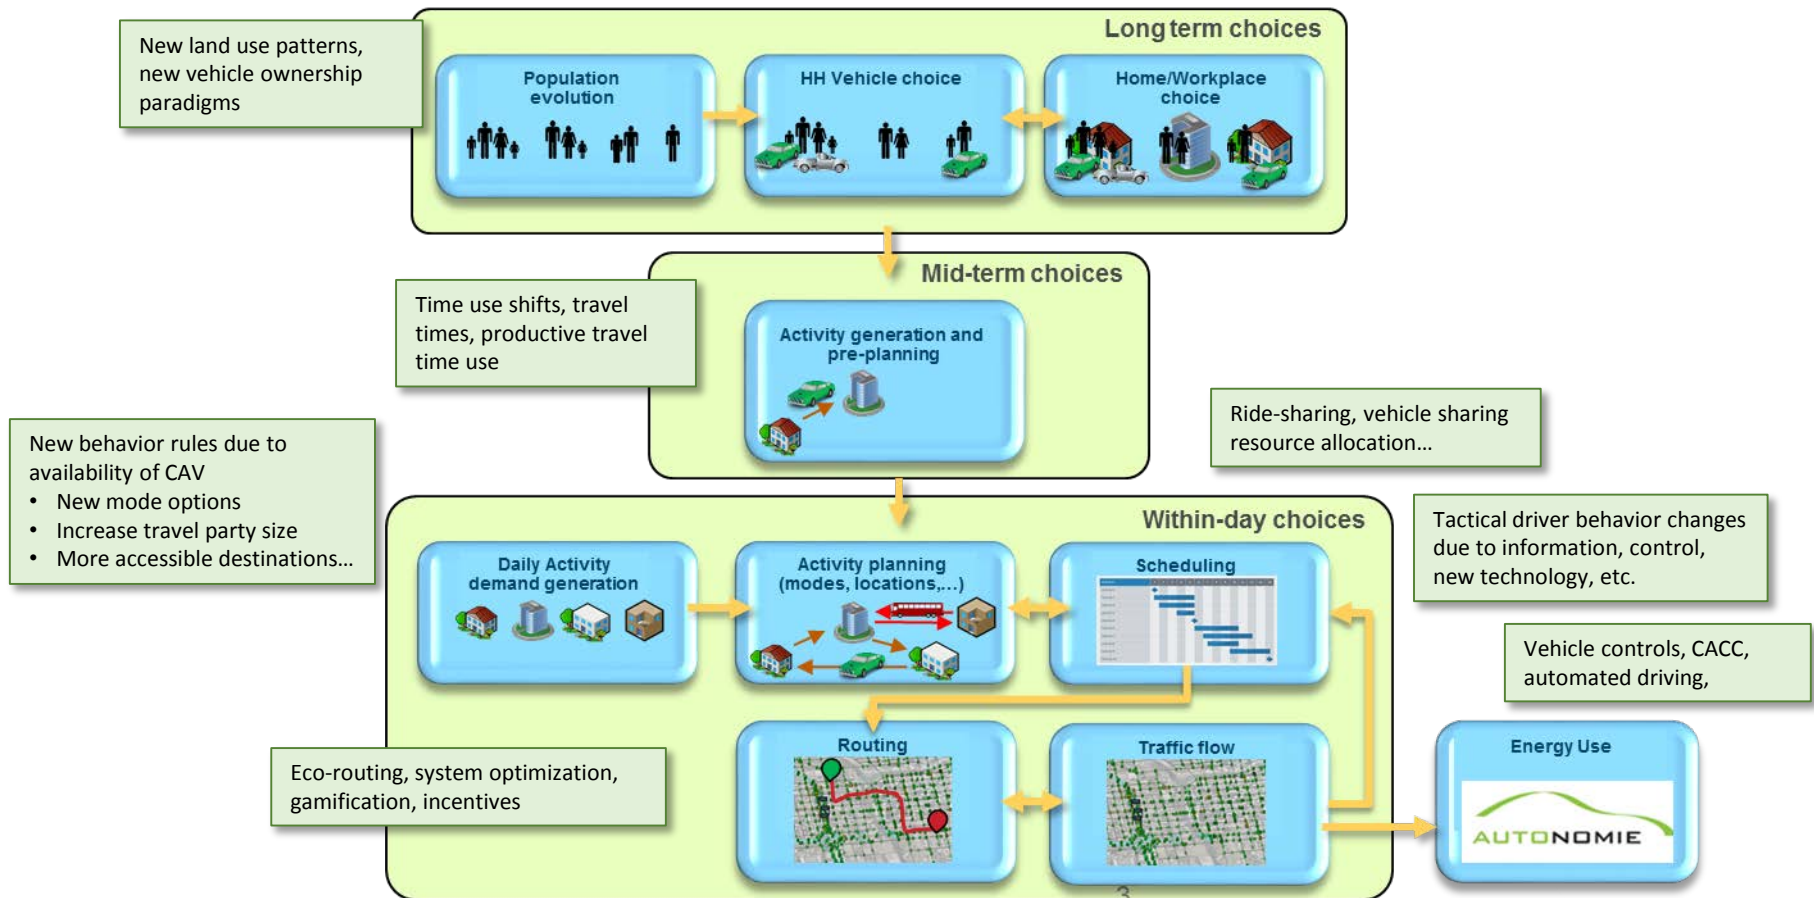 Long term choices
New land use patterns,
new vehicle ownership
paradigms
Population
evolution
HH Vehicle choice
Home/Workplace
choice
Mid-term choices
Time use shifts, travel
times, productive travel
time use
Activity generation and
pre-planning
Ride-sharing, vehicle sharing
resource allocation…
New behavior rules due to
availability of CAV
• New mode options
• Increase travel party size
• More accessible destinations…
Within-day choices
Tactical driver behavior changes
due to information, control,
new technology, etc.
Daily Activity
demand generation
Activity planning
(modes, locations,…)
Scheduling
Vehicle controls, CACC,
automated driving,
Eco-routing, system optimization,
gamification, incentives
Routing
Traffic flow
Energy Use
AUTONOMIE
3